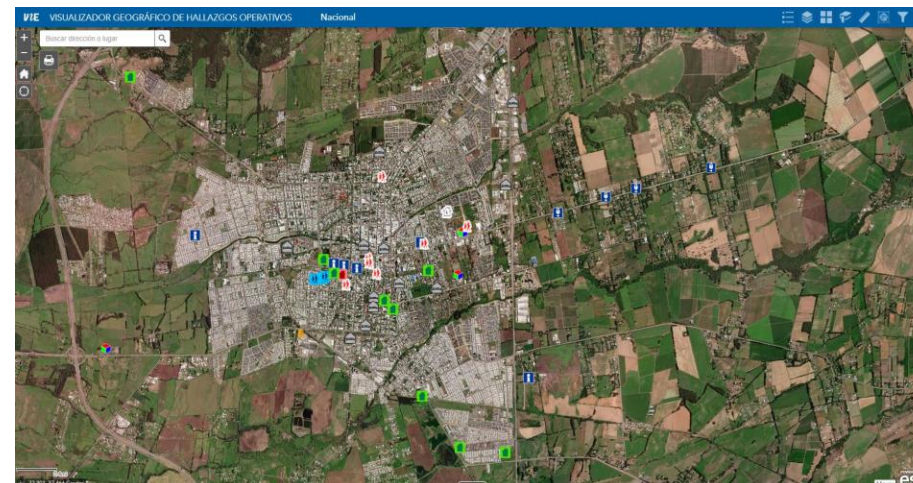 VIE VISUALIZADOR GEOGRÁFICO DE HALLAZGOS OPERATIVOS Nacional
+
Buscar dirección o lugar
−